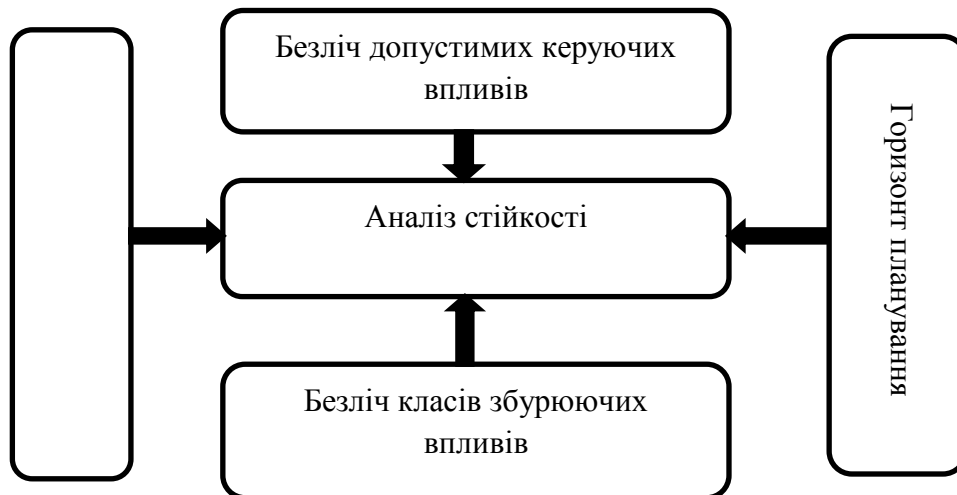 Безліч допустимих керуючих
впливів
Аналіз стійкості
Горизонт планування
Безліч класів збурюючих
впливів